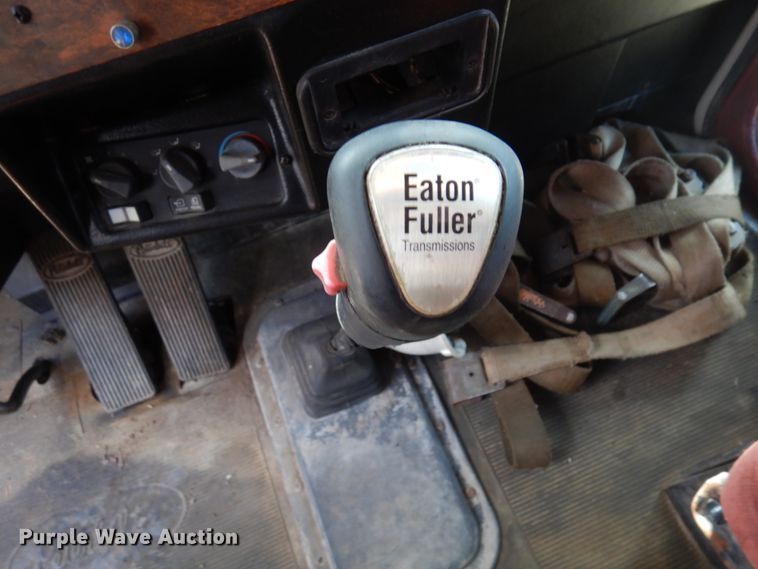 Eaton®
Fuller®
Transmissions
Purple Wave Auction